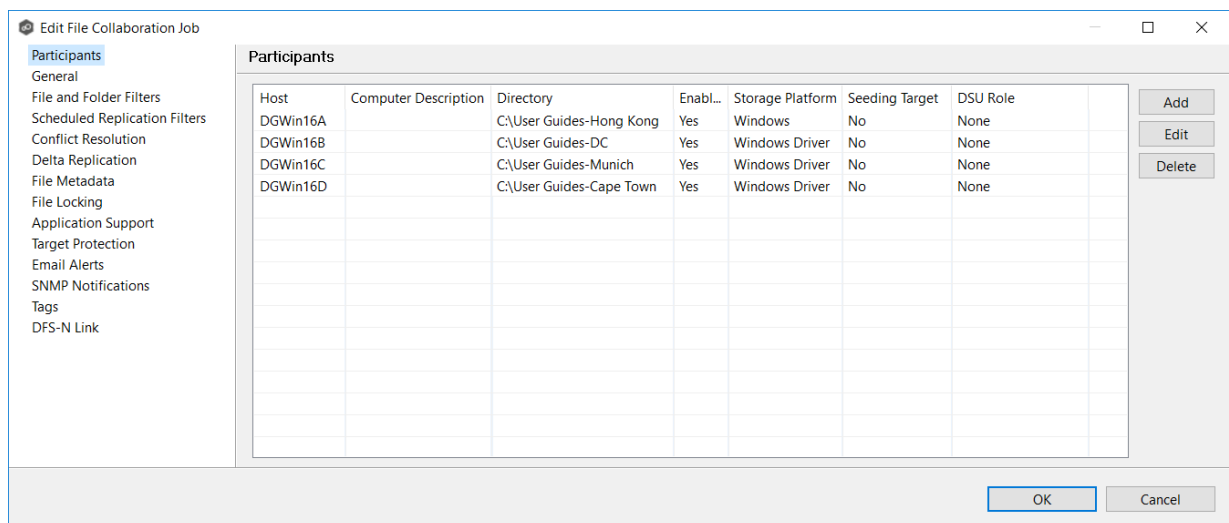 Edit File Collaboration Job
Participants
General
File and Folder Filters
Scheduled Replication Filters
Conflict Resolution
Delta Replication
File Metadata
File Locking
Application Support
Target Protection
Email Alerts
SNMP Notifications
Tags
DFS-N Link
Participants
Host Computer Description Directory Enabl... Storage Platform Seeding Target DSU Role
DGWin16A C:\User Guides-Hong Kong Yes Windows No None
DGWin16B C:\User Guides-DC Yes Windows Driver No None
DGWin16C C:\User Guides-Munich Yes Windows Driver No None
DGWin16D C:\User Guides-Cape Town Yes Windows Driver No None
Add
Edit
Delete
OK Cancel